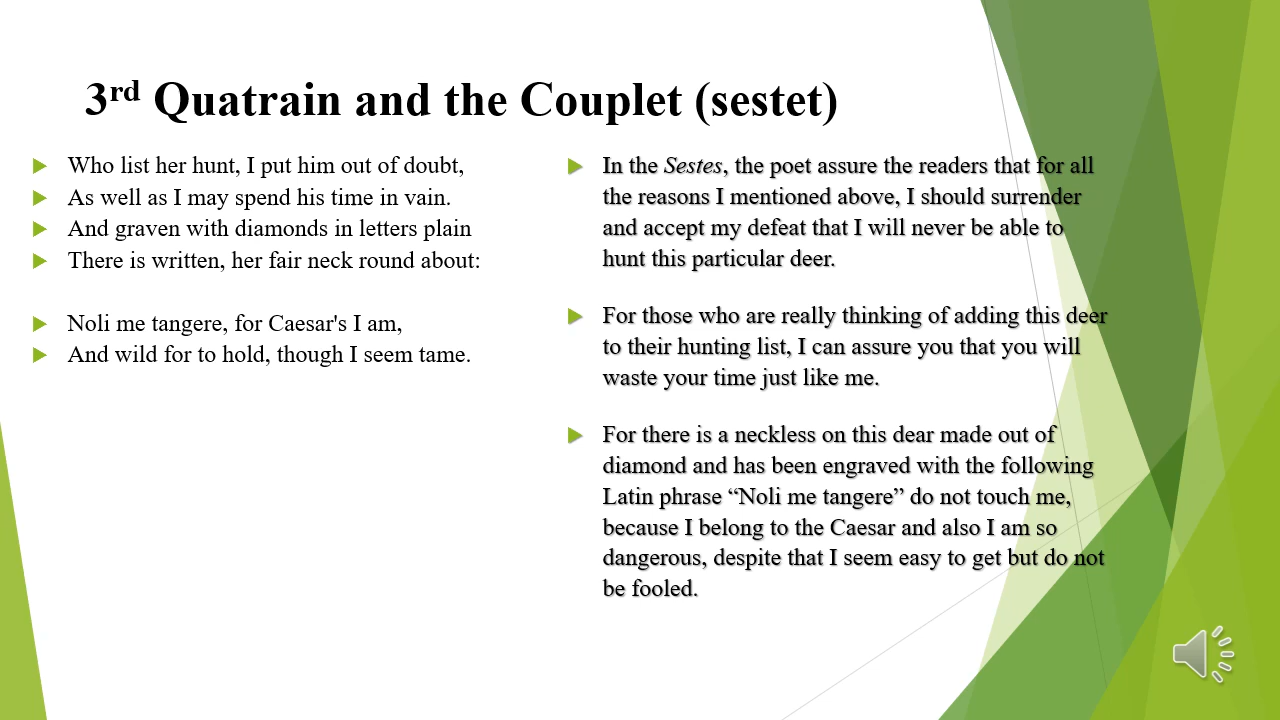 3rd Quatrain and the Couplet (sestet)
Who list her hunt, I put him out of doubt,
As well as I may spend his time in vain.
And graven with diamonds in letters plain
There is written, her fair neck round about:
Noli me tangere, for Caesar's I am,
And wild for to hold, though I seem tame.
In the Sestes, the poet assure the readers that for all
the reasons I mentioned above, I should surrender
and accept my defeat that I will never be able to
hunt this particular deer.
For those who are really thinking of adding this deer
to their hunting list, I can assure you that you will
waste your time just like me.
For there is a neckless on this dear made out of
diamond and has been engraved with the following
Latin phrase “Noli me tangere” do not touch me,
because I belong to the Caesar and also I am so
dangerous, despite that I seem easy to get but do not
be fooled.